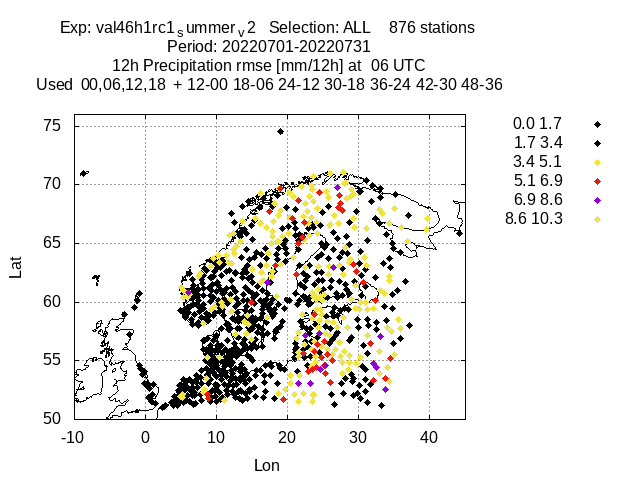 Exp: val46h1rc1summerv2 Selection: ALL 876 stations
Period: 20220701-20220731
12h Precipitation rmse [mm/12h] at 06 UTC
Used 00,06,12,18 + 12-00 18-06 24-12 30-18 36-24 42-30 48-36
75
70
65
60
55
50
Lat
-10 0 10 20 30 40
Lon
0.0 1.7
1.7 3.4
3.4 5.1
5.1 6.9
6.9 8.6
8.6 10.3